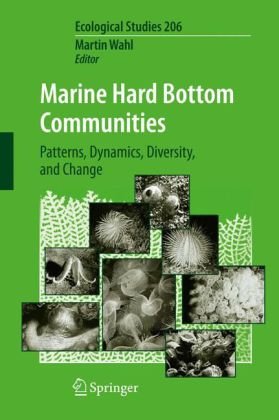 Ecological Studies 206
Martin Wahl
Editor
Marine Hard Bottom
Communities
Patterns, Dynamics, Diversity,
and Change
Springer